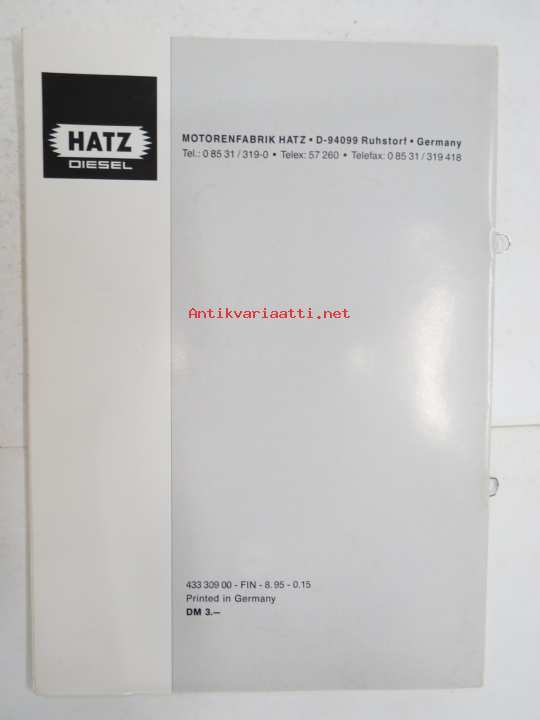 HATZ
DIESEL
MOTORENFABRIK HATZ • D-94099 Ruhstorf • Germany
Tel.: 0 85 31 / 319-0 • Telex: 57 260 • Telefax: 0 85 31 / 319 418
Antikvariaatti.net
433 309 00 - FIN - 8. 95 - 0.15
Printed in Germany
DM 3.–